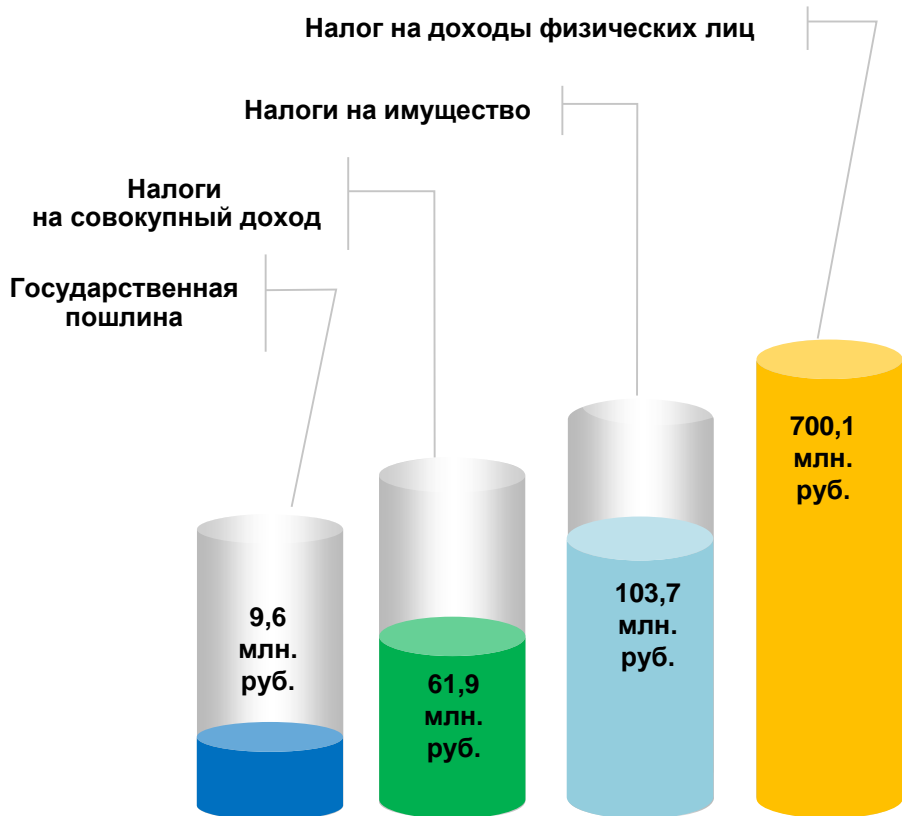 Налог на доходы физических лиц
Налоги на имущество
Налоги
на совокупный доход
Государственная
пошлина
9,6
млн.
руб.
61,9
млн.
руб.
103,7
млн.
руб.
700,1
млн.
руб.